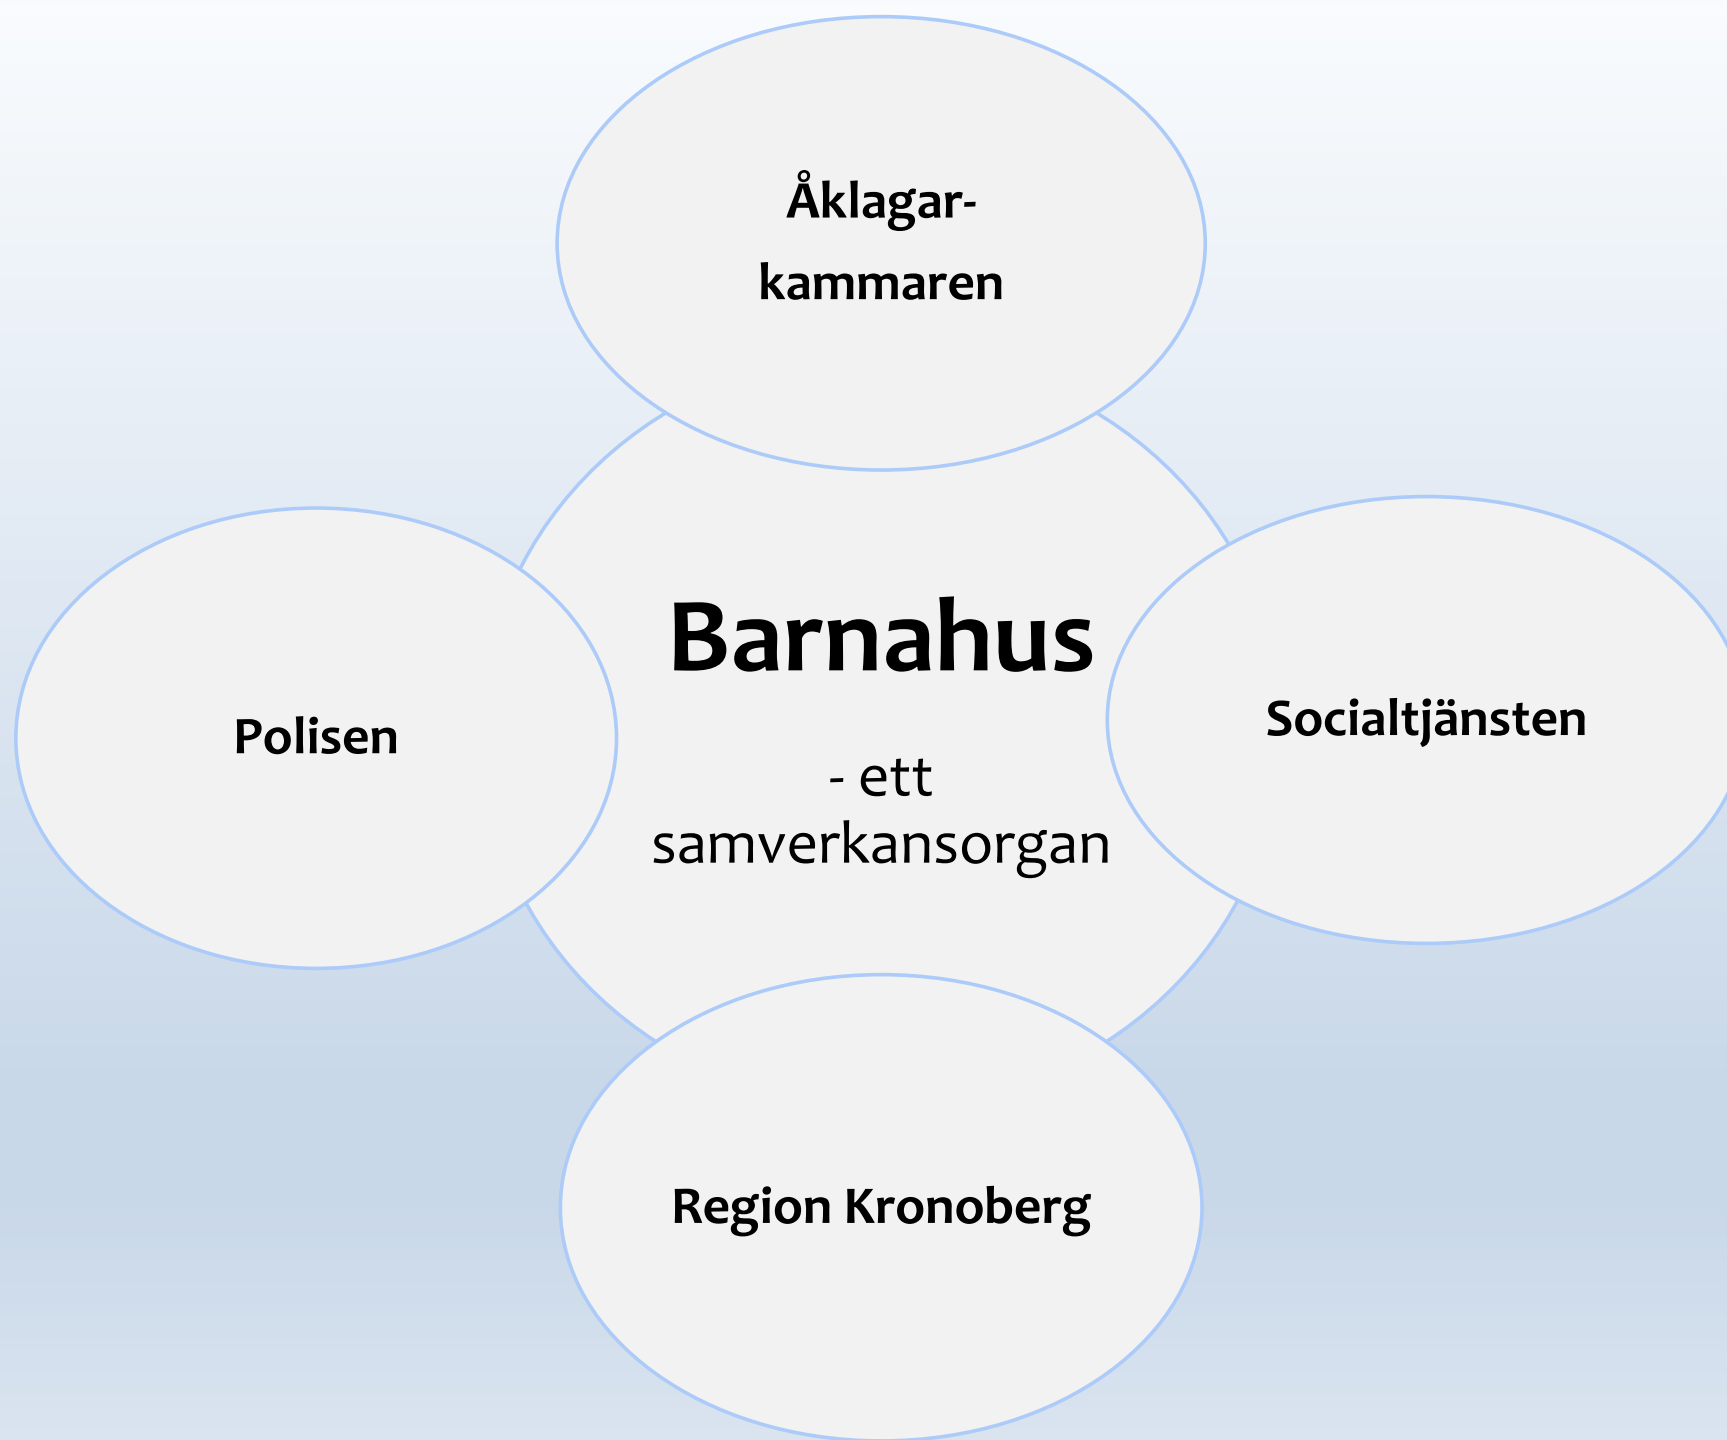 Åklagar-
kammaren
Barnahus
- ett
samverkansorgan
Polisen
Socialtjänsten
Region Kronoberg